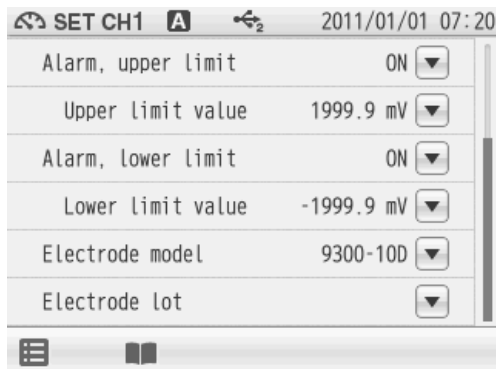 SET CH1 A 2 2011/01/01 07:20
Alarm, upper limit ON
Upper limit value 1999.9 mV
Alarm, lower limit ON
Lower limit value -1999.9 mV
Electrode model 9300-10D
Electrode lot